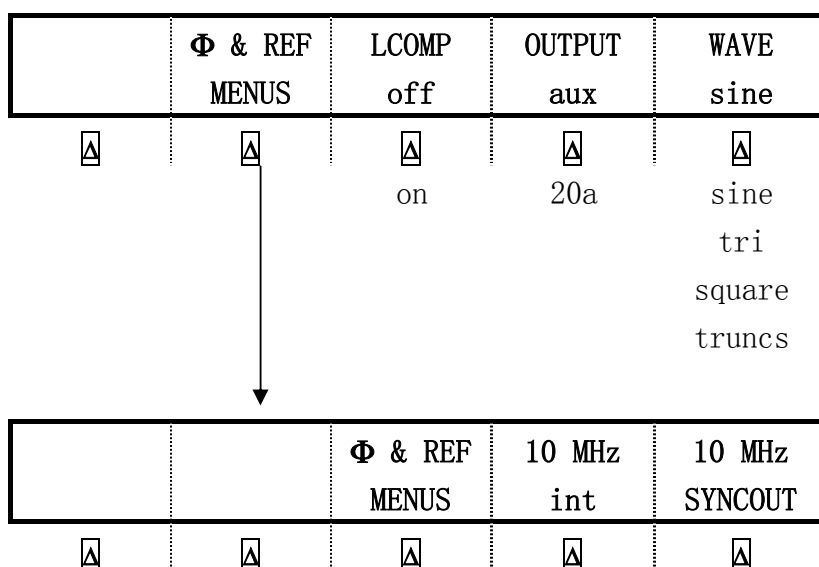 Φ & REF LCOMP OUTPUT WAVE
MENUS off aux sine
Δ Δ Δ Δ Δ
on 20a sine
tri
square
truncs
Φ & REF 10 MHz 10 MHz
MENUS int SYNCOUT
Δ Δ Δ Δ Δ